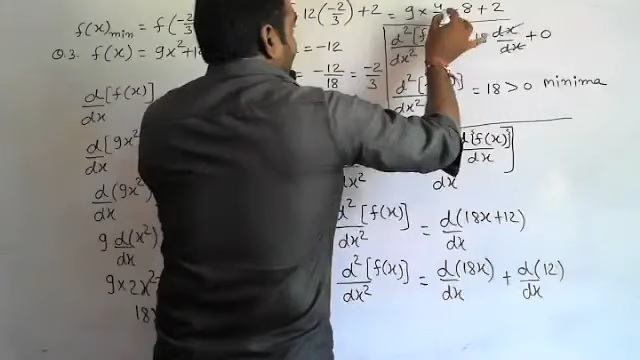 f(x)min = f(-2/3 12(-2/3)+2 = 9 × 4 8 + 2
Q.3. f(x) = 9x²+1 = -12
= -12/18 = -2/3
d²[f /dx² 18 dx/dx + 0
d/dx [f(x)]
d²[ ]/dx² = 18 > 0 minima
d/dx [9x²
d{f(x)}/dx ]
dx² dx
d/dx (9x²)
d²/dx² [f(x)] = d/dx (18x+12)
9 d(x²)/dx
d²/dx² [f(x)] = d(18x)/dx + d(12)/dx
9×2x²⁻
18x